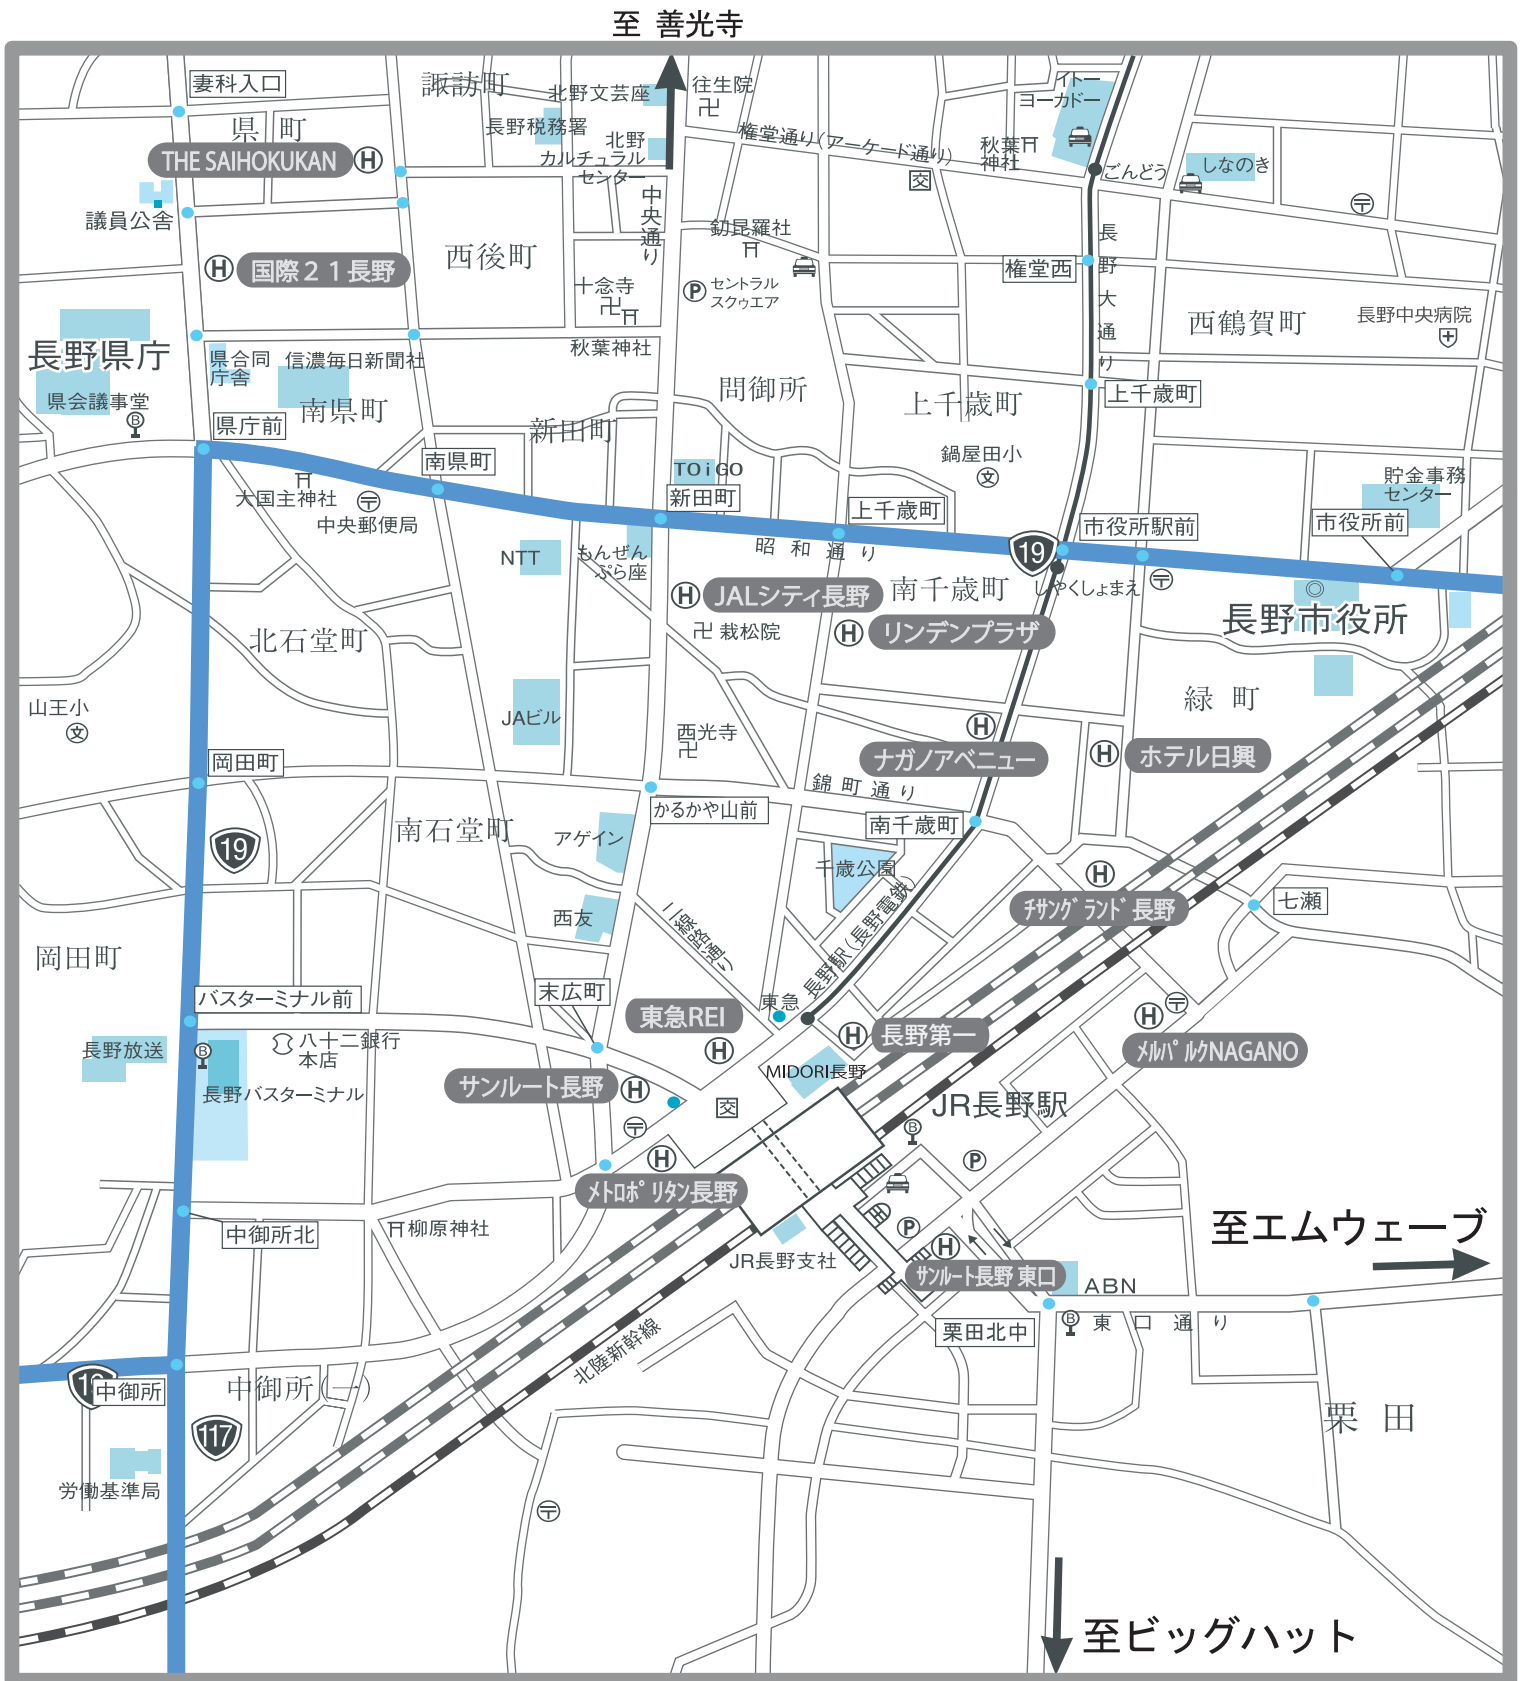 至 善光寺
妻科入口
諏訪町
北野文芸座
往生院
イトー
ヨーカドー
県町
長野税務署
北野
カルチュラル
センター
権堂通り(アーケード通り)
秋葉
神社
THE SAIHOKUKAN
H
交
ごんどう
しなのき
議員公舎
中央通り
西後町
釖昆羅社
長野大通り
国際21長野
H
権堂西
十念寺
P
セントラル
スクゥエア
西鶴賀町
長野中央病院
長野県庁
県合同
庁舎
信濃毎日新聞社
秋葉神社
県会議事堂
B
南県町
問御所
上千歳町
上千歳町
県庁前
新田町
南県町
TOiGO
鍋屋田小
文
大国主神社
中央郵便局
新田町
上千歳町
市役所駅前
市役所前
貯金事務
センター
NTT
もんぜん
ぷら座
昭和通り
19
しやくしょまえ
H
JALシティ長野
南千歳町
長野市役所
北石堂町
栽松院
H
リンデンプラザ
山王小
文
JAビル
西光寺
緑町
H
ナガノアベニュー
H
ホテル日興
岡田町
錦町通り
かるかや山前
南千歳町
19
南石堂町
アゲイン
千歳公園
H
チサングランド長野
七瀬
西友
二線路通り
長野駅(長野電鉄)
岡田町
バスターミナル前
末広町
東急REI
東急
H
H
長野第一
H
メルパルクNAGANO
長野放送
B
八十二銀行
本店
長野バスターミナル
サンルート長野
H
MIDORI長野
交
JR長野駅
B
P
H
メトロポリタン長野
中御所北
柳原神社
JR長野支社
P
H
サンルート長野 東口
至エムウェーブ
ABN
B
東口通り
栗田北中
北陸新幹線
19
中御所
中御所(一)
117
栗田
労働基準局
至ビッグハット